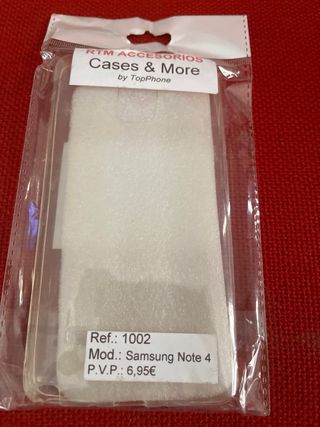 RTM ACCESORIOS
Cases & More
by TopPhone
Ref.: 1002
Mod.: Samsung Note 4
P.V.P.: 6,95€